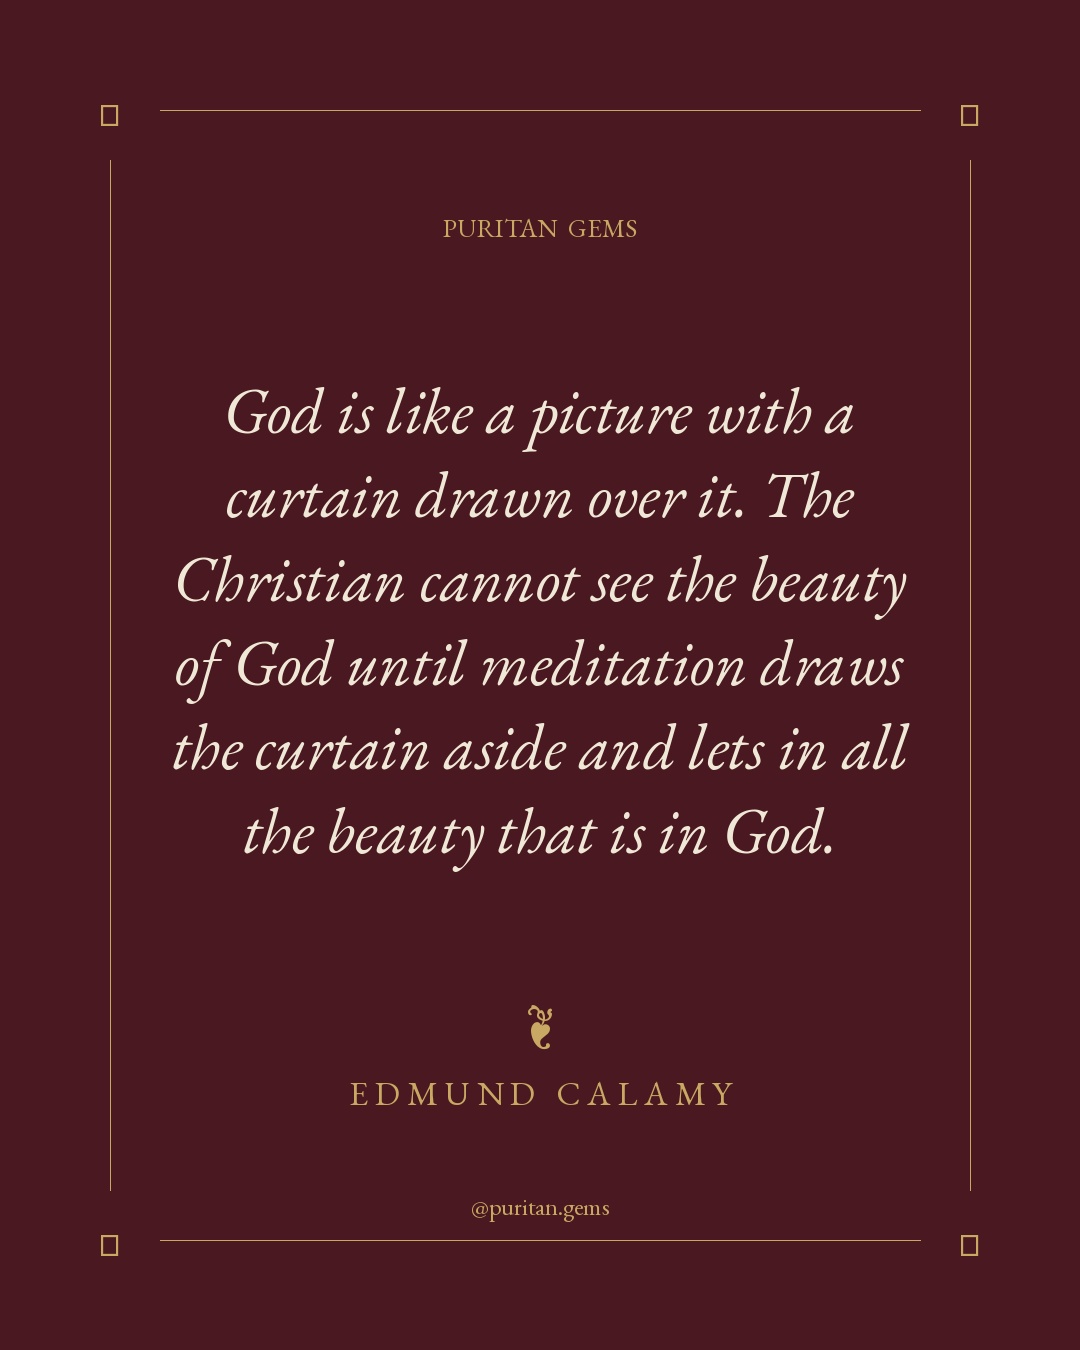 PURITAN GEMS
God is like a picture with a
curtain drawn over it. The
Christian cannot see the beauty
of God until meditation draws
the curtain aside and lets in all
the beauty that is in God.
❦
EDMUND CALAMY
@puritan.gems